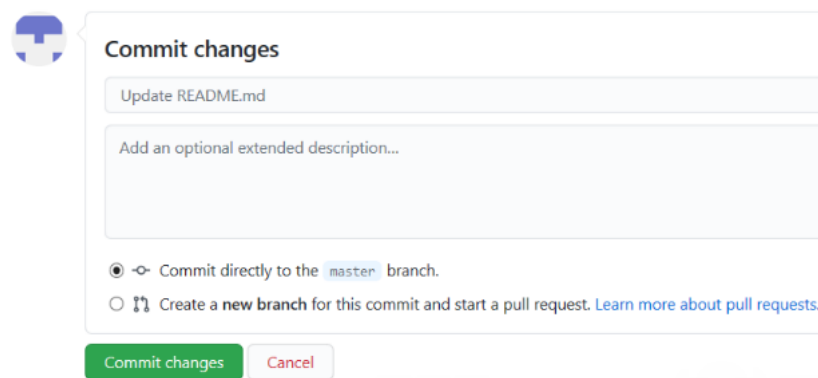 Commit changes
Update README.md
Add an optional extended description...
Commit directly to the master branch.
Create a new branch for this commit and start a pull request. Learn more about pull requests.
Commit changes Cancel